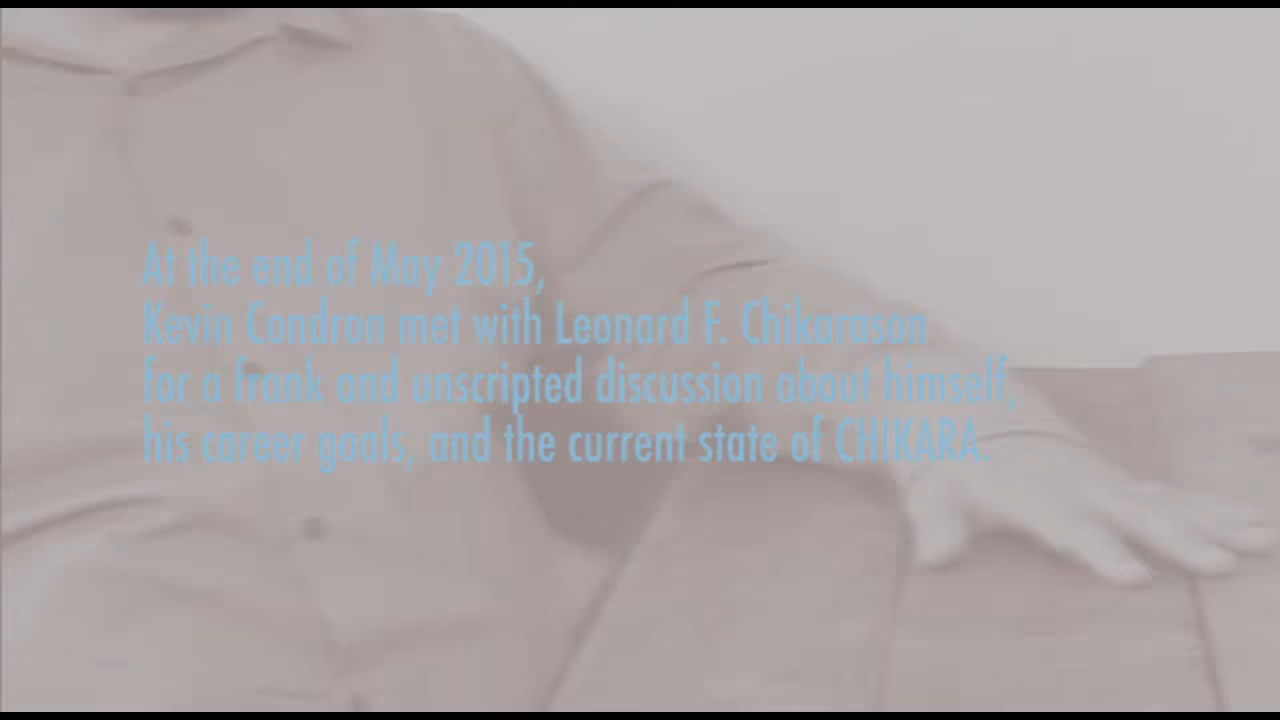 At the end of May 2015,
Kevin Condron met with Leonard F. Chikarason
for a frank and unscripted discussion about himself,
his career goals, and the current state of CHIKARA.